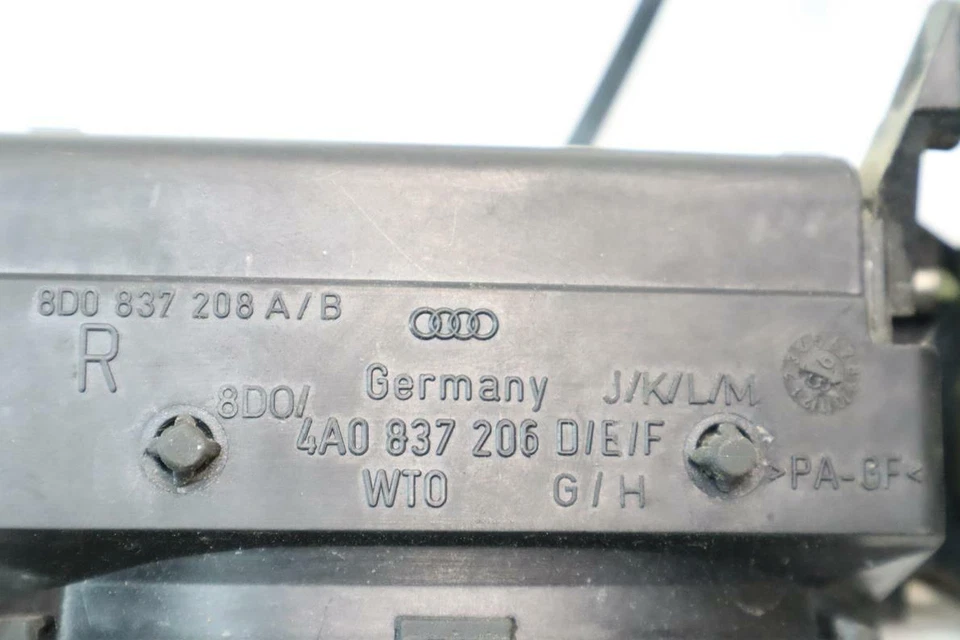 8D0 837 208 A/B
R
Germany J/K/L/M
8D0/
4A0 837 206 D/E/F
WTO G/H
>PA-GF<